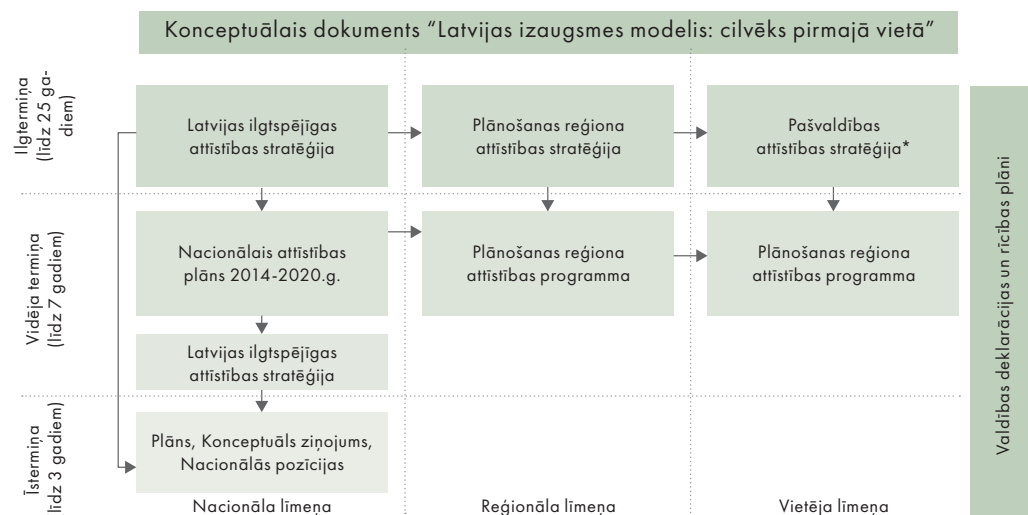 Konceptuālais dokuments “Latvijas izaugsmes modelis: cilvēks pirmajā vietā”
Ilgtermiņa
(līdz 25 ga-
diem)
Latvijas ilgtspējīgas
attīstības stratēģija
Plānošanas reģiona
attīstības stratēģija
Pašvaldības
attīstības stratēģija*
Vidēja termiņa
(līdz 7 gadiem)
Nacionālais attīstības
plāns 2014-2020.g.
Plānošanas reģiona
attīstības programma
Plānošanas reģiona
attīstības programma
Latvijas ilgtspējīgas
attīstības stratēģija
Īstermiņa
līdz 3 gadiem)
Plāns, Konceptuāls ziņojums,
Nacionālās pozīcijas
Nacionāla līmeņa
Reģionāla līmeņa
Vietēja līmeņa
Valdības deklarācijas un rīcības plāni